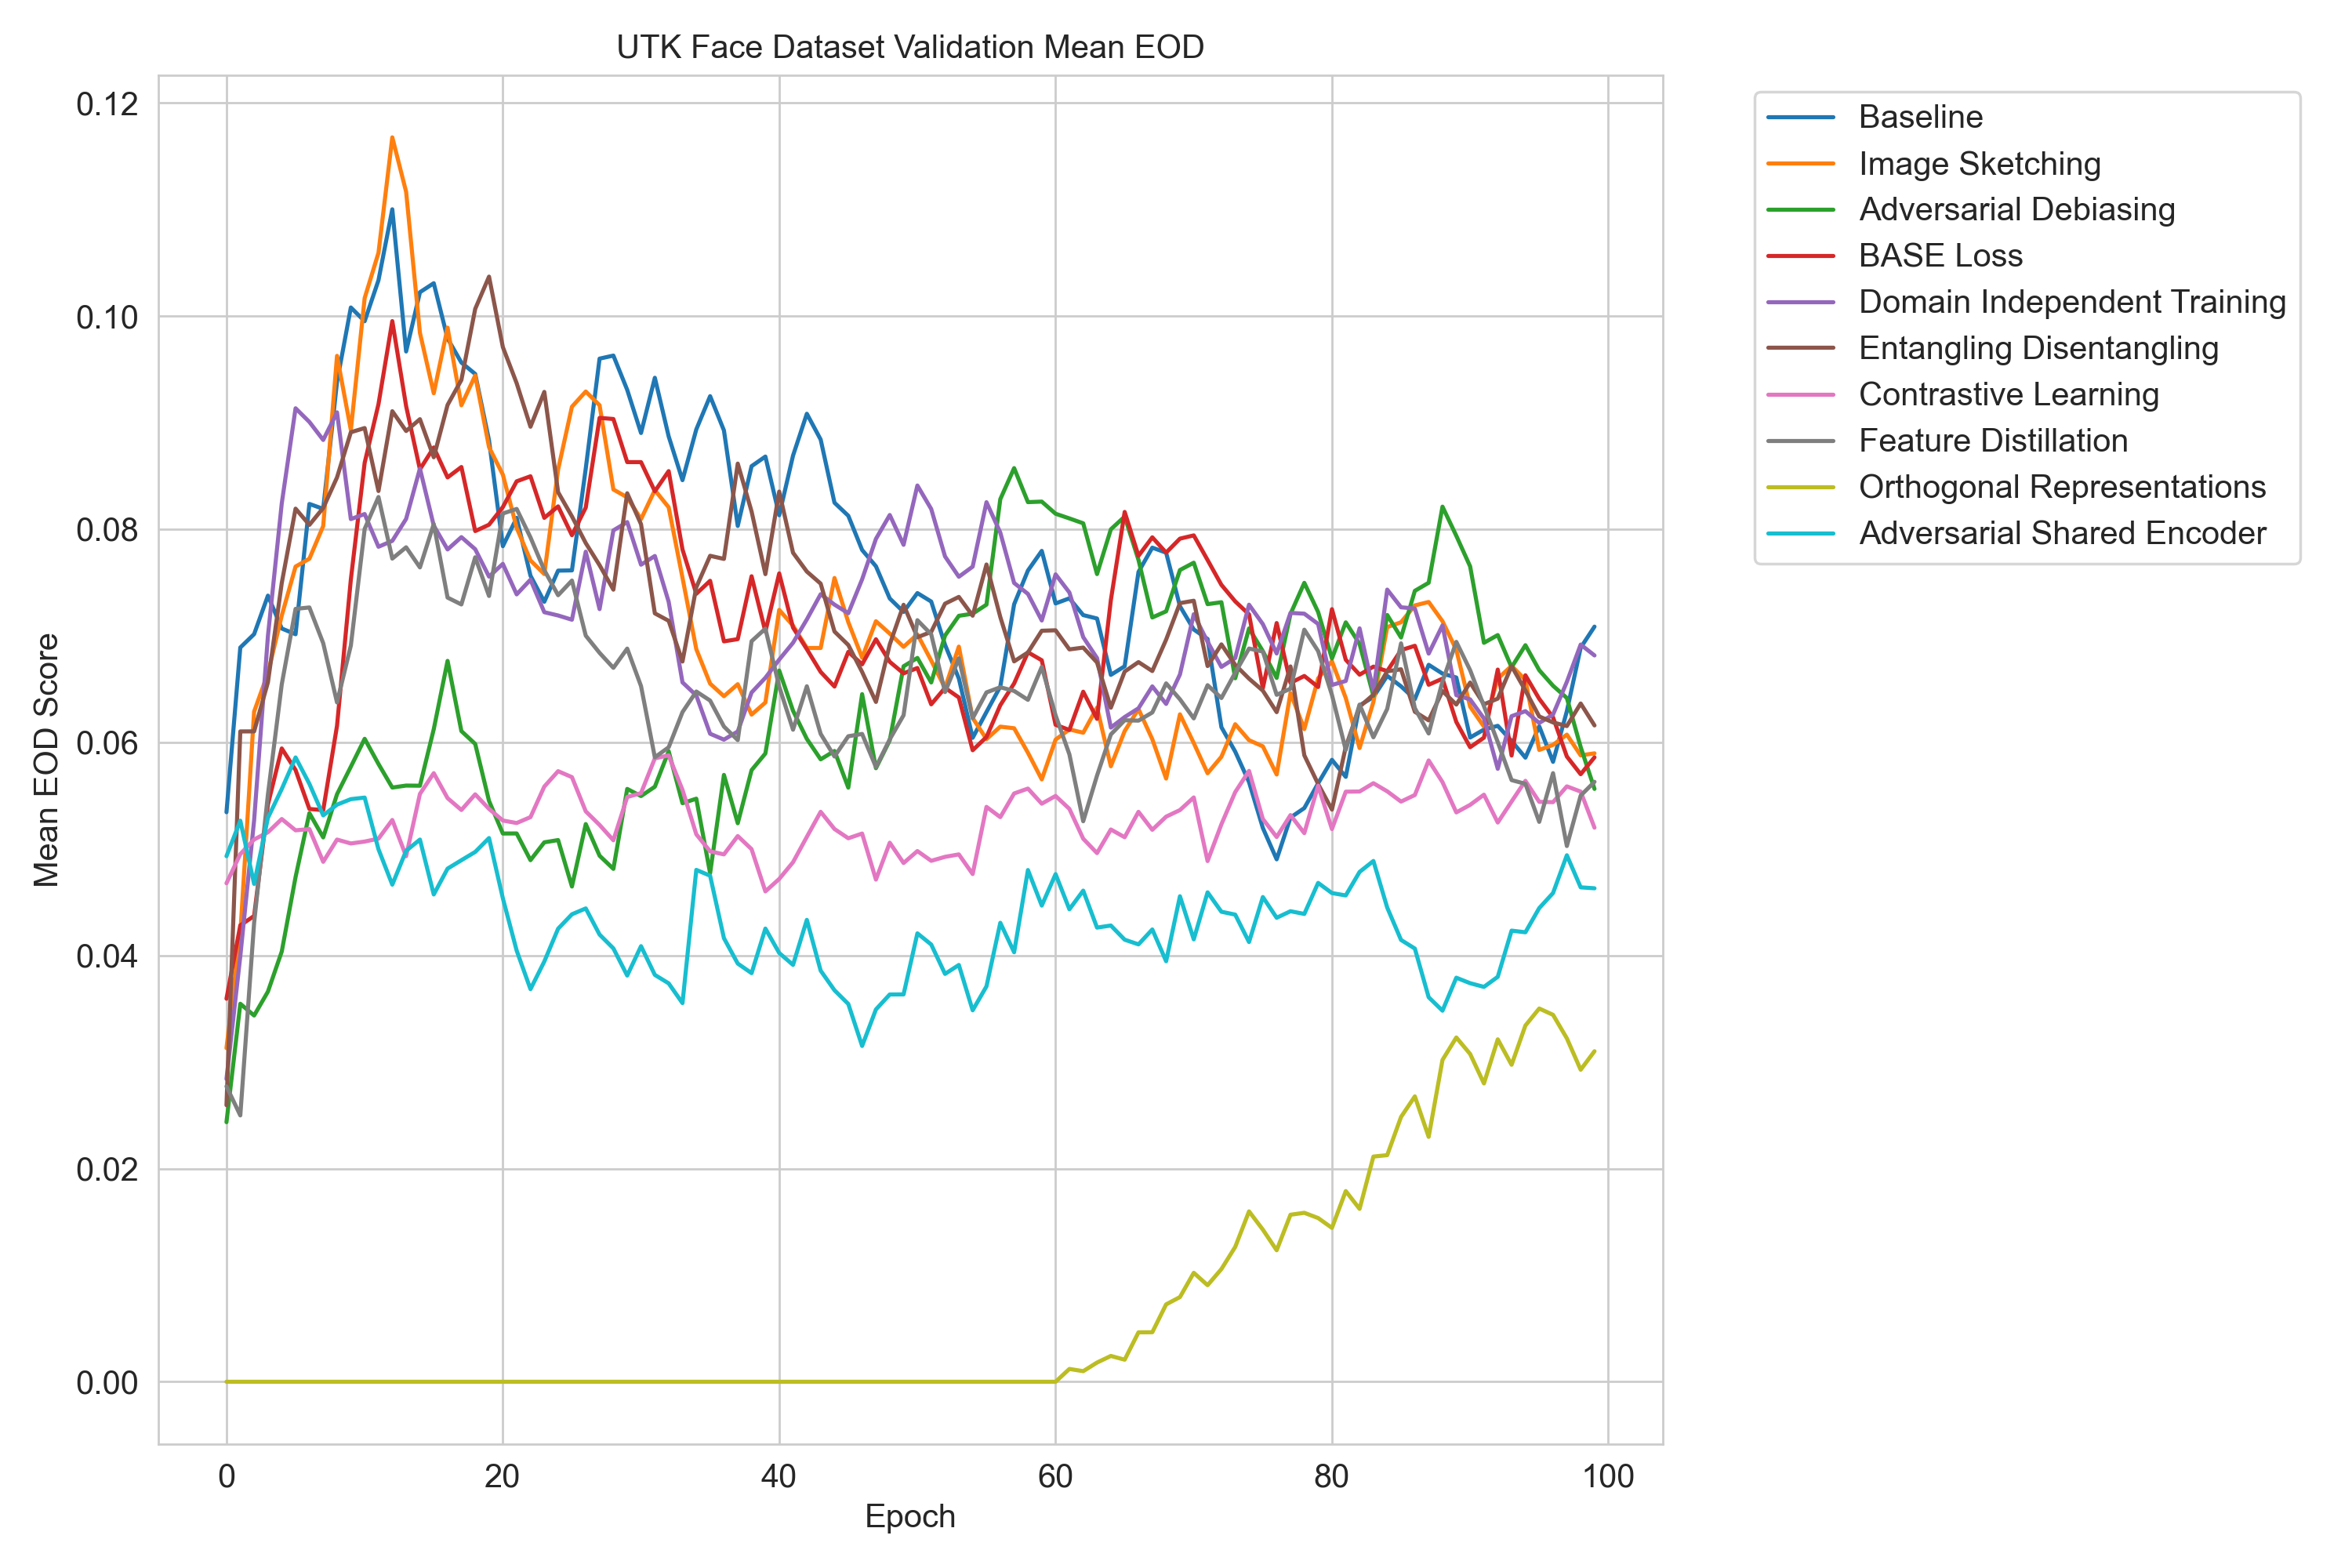 UTK Face Dataset Validation Mean EOD
0.12
0.10
0.08
0.06
0.04
0.02
0.00
Mean EOD Score
0
20
40
60
80
100
Epoch
Baseline
Image Sketching
Adversarial Debiasing
BASE Loss
Domain Independent Training
Entangling Disentangling
Contrastive Learning
Feature Distillation
Orthogonal Representations
Adversarial Shared Encoder